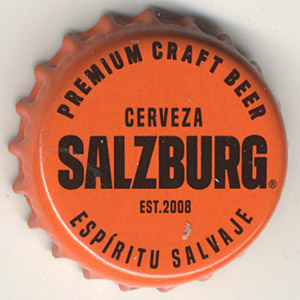 PREMIUM CRAFT BEER
CERVEZA
SALZBURG®
EST.2008
ESPÍRITU SALVAJE